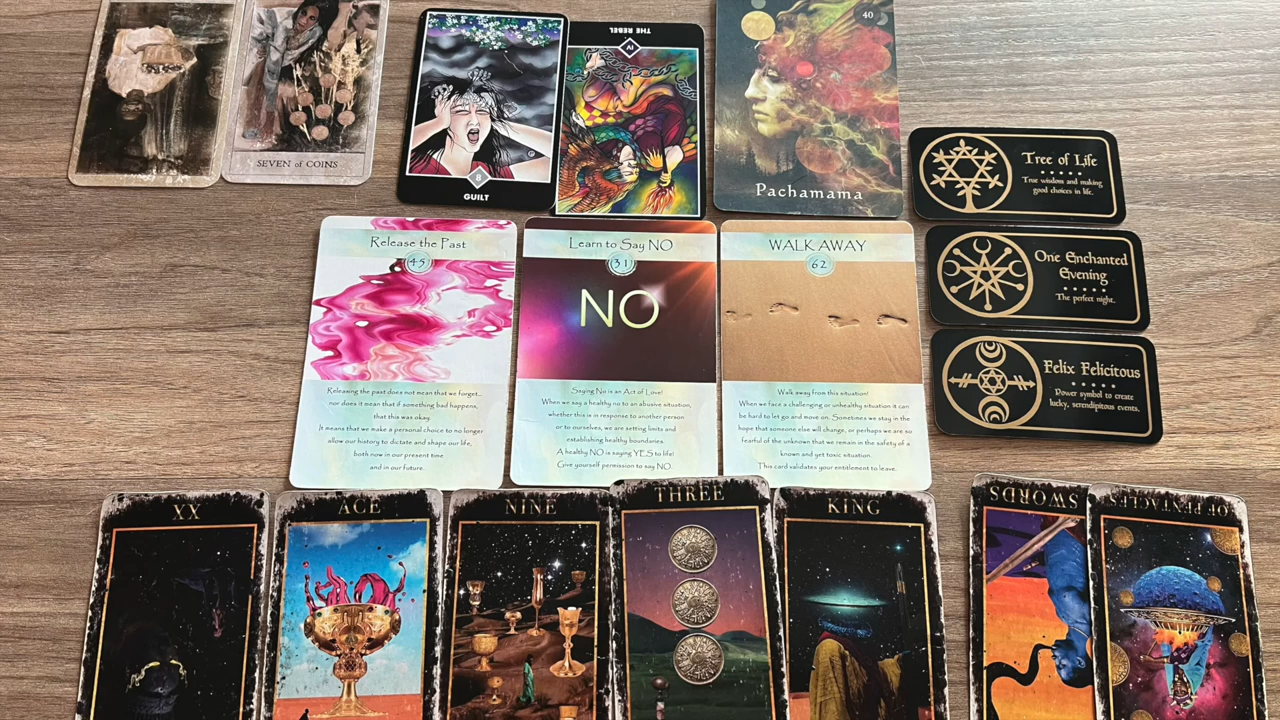 SEVEN of COINS
8
GUILT
THE REBEL
40
Pachamama
Tree of Life
True wisdom and making
good choices in life.
One Enchanted
Evening
The perfect night.
Felix Felicitous
Power symbol to create
lucky, serendipitous events.
Release the Past
45
Releasing the past does not mean that we forget...
nor does it mean that if something bad happens,
that this was okay.
It means that we make a personal choice to no longer
allow our history to dictate and shape our life,
both now in our present time
and in our future.
Learn to Say NO
31
NO
Saying No is an Act of Love!
When we say a healthy no to an abusive situation,
whether this is in response to another person
or to ourselves, we are setting limits and
establishing healthy boundaries.
A healthy NO is saying YES to life!
Give yourself permission to say NO.
WALK AWAY
62
Walk away from this situation!
When we face a challenging or unhealthy situation it can
be hard to let go and move on. Sometimes we stay in the
hope that someone else will change, or perhaps we are so
fearful of the unknown that we remain in the safety of a
known and yet toxic situation.
This card validates your entitlement to leave.
XX
ACE
NINE
THREE
KING
SWORDS
OF PENTACLES